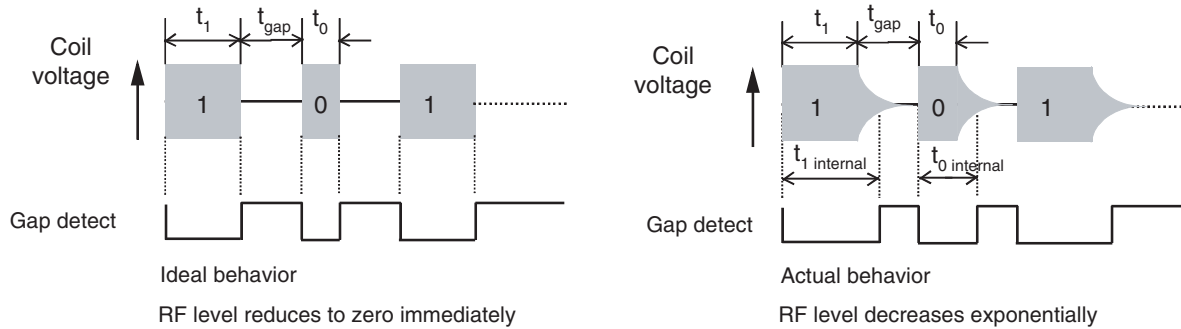 t1
tgap
t0
Coil
voltage
1
0
1
Gap detect
Ideal behavior
RF level reduces to zero immediately
t1
tgap
t0
Coil
voltage
1
0
1
t1 internal
t0 internal
Gap detect
Actual behavior
RF level decreases exponentially